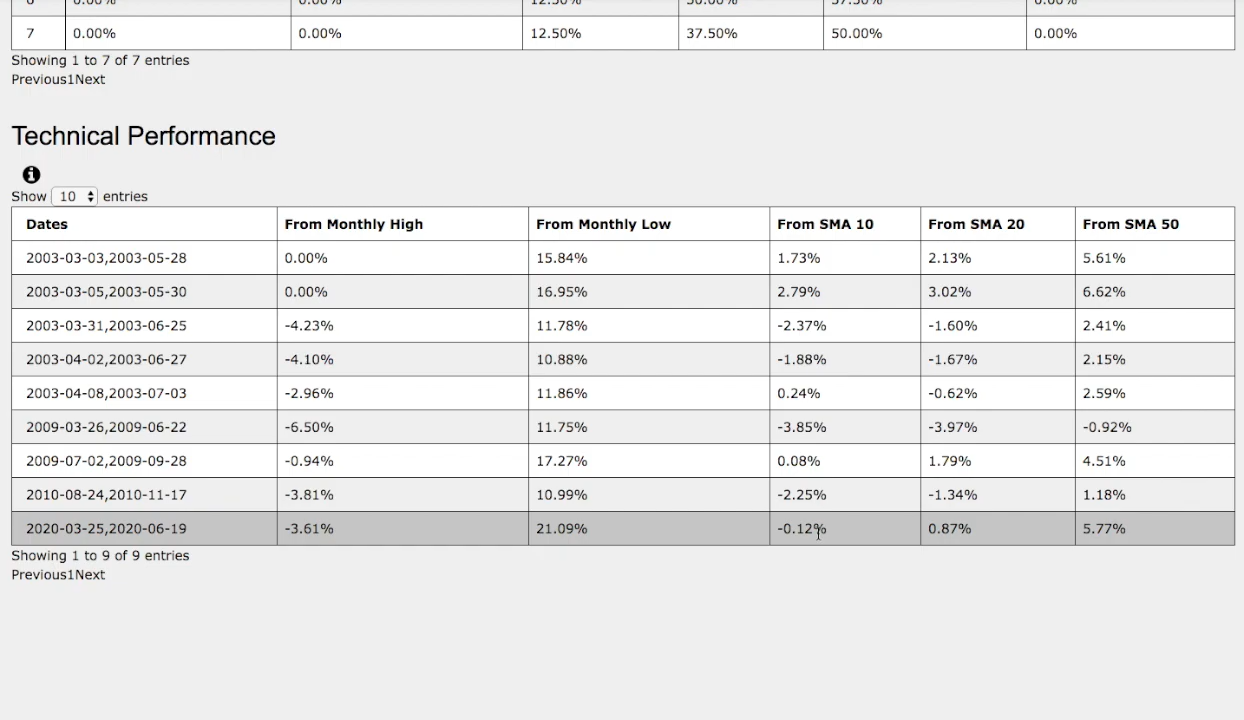 7 0.00% 0.00% 12.50% 37.50% 50.00% 0.00%
Showing 1 to 7 of 7 entries
Previous1Next
Technical Performance
Show 10 entries
Dates From Monthly High From Monthly Low From SMA 10 From SMA 20 From SMA 50
2003-03-03,2003-05-28 0.00% 15.84% 1.73% 2.13% 5.61%
2003-03-05,2003-05-30 0.00% 16.95% 2.79% 3.02% 6.62%
2003-03-31,2003-06-25 -4.23% 11.78% -2.37% -1.60% 2.41%
2003-04-02,2003-06-27 -4.10% 10.88% -1.88% -1.67% 2.15%
2003-04-08,2003-07-03 -2.96% 11.86% 0.24% -0.62% 2.59%
2009-03-26,2009-06-22 -6.50% 11.75% -3.85% -3.97% -0.92%
2009-07-02,2009-09-28 -0.94% 17.27% 0.08% 1.79% 4.51%
2010-08-24,2010-11-17 -3.81% 10.99% -2.25% -1.34% 1.18%
2020-03-25,2020-06-19 -3.61% 21.09% -0.12% 0.87% 5.77%
Showing 1 to 9 of 9 entries
Previous1Next